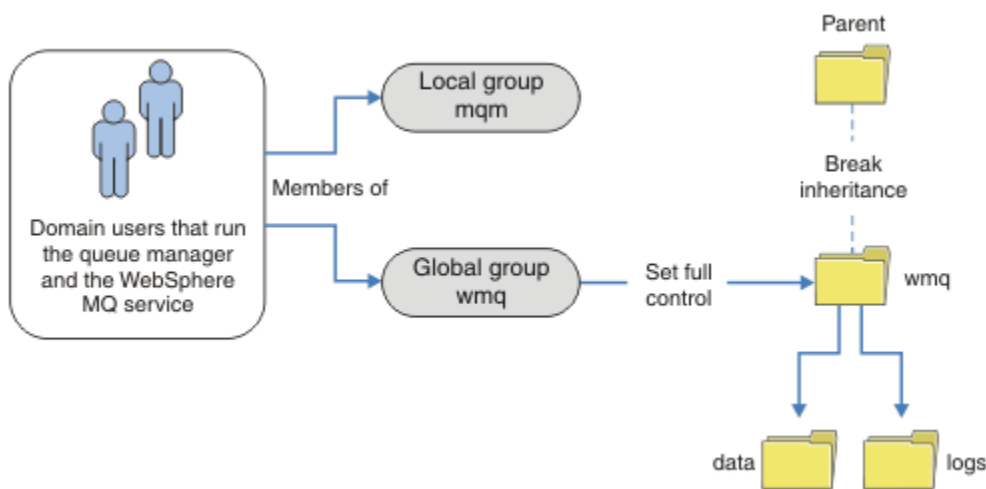 Parent
Local group
mqm
Members of
Break
inheritance
Domain users that run
the queue manager
and the WebSphere
MQ service
Global group
wmq
Set full
control
wmq
data
logs